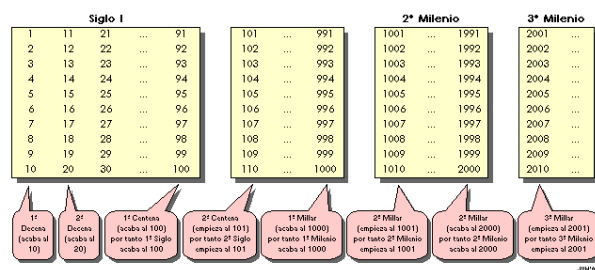 Siglo I 2º Milenio 3º Milenio
1 11 21 ... 91 101 ... 991 1001 ... 1991 2001 ...
2 12 22 ... 92 102 ... 992 1002 ... 1992 2002 ...
3 13 23 ... 93 103 ... 993 1003 ... 1993 2003 ...
4 14 24 ... 94 104 ... 994 1004 ... 1994 2004 ...
5 15 25 ... 95 105 ... 995 1005 ... 1995 2005 ...
6 16 26 ... 96 106 ... 996 1006 ... 1996 2006 ...
7 17 27 ... 97 107 ... 997 1007 ... 1997 2007 ...
8 18 28 ... 98 108 ... 998 1008 ... 1998 2008 ...
9 19 29 ... 99 109 ... 999 1009 ... 1999 2009 ...
10 20 30 ... 100 110 ... 1000 1010 ... 2000 2010 ...
1ª
Decena
(acaba al
10)
2ª
Decena
(acaba al
20)
1ª Centena
(acaba al 100)
por tanto 1º Siglo
acaba al 100
2ª Centena
(empieza al 101)
por tanto 2º Siglo
empieza al 101
1º Millar
(acaba al 1000)
por tanto 1º Milenio
acaba al 1000
2º Millar
(empieza al 1001)
por tanto 2º Milenio
empieza al 1001
2º Millar
(acaba al 2000)
por tanto 2º Milenio
acaba al 2000
3º Millar
(empieza al 2001)
por tanto 3º Milenio
empieza al 2001